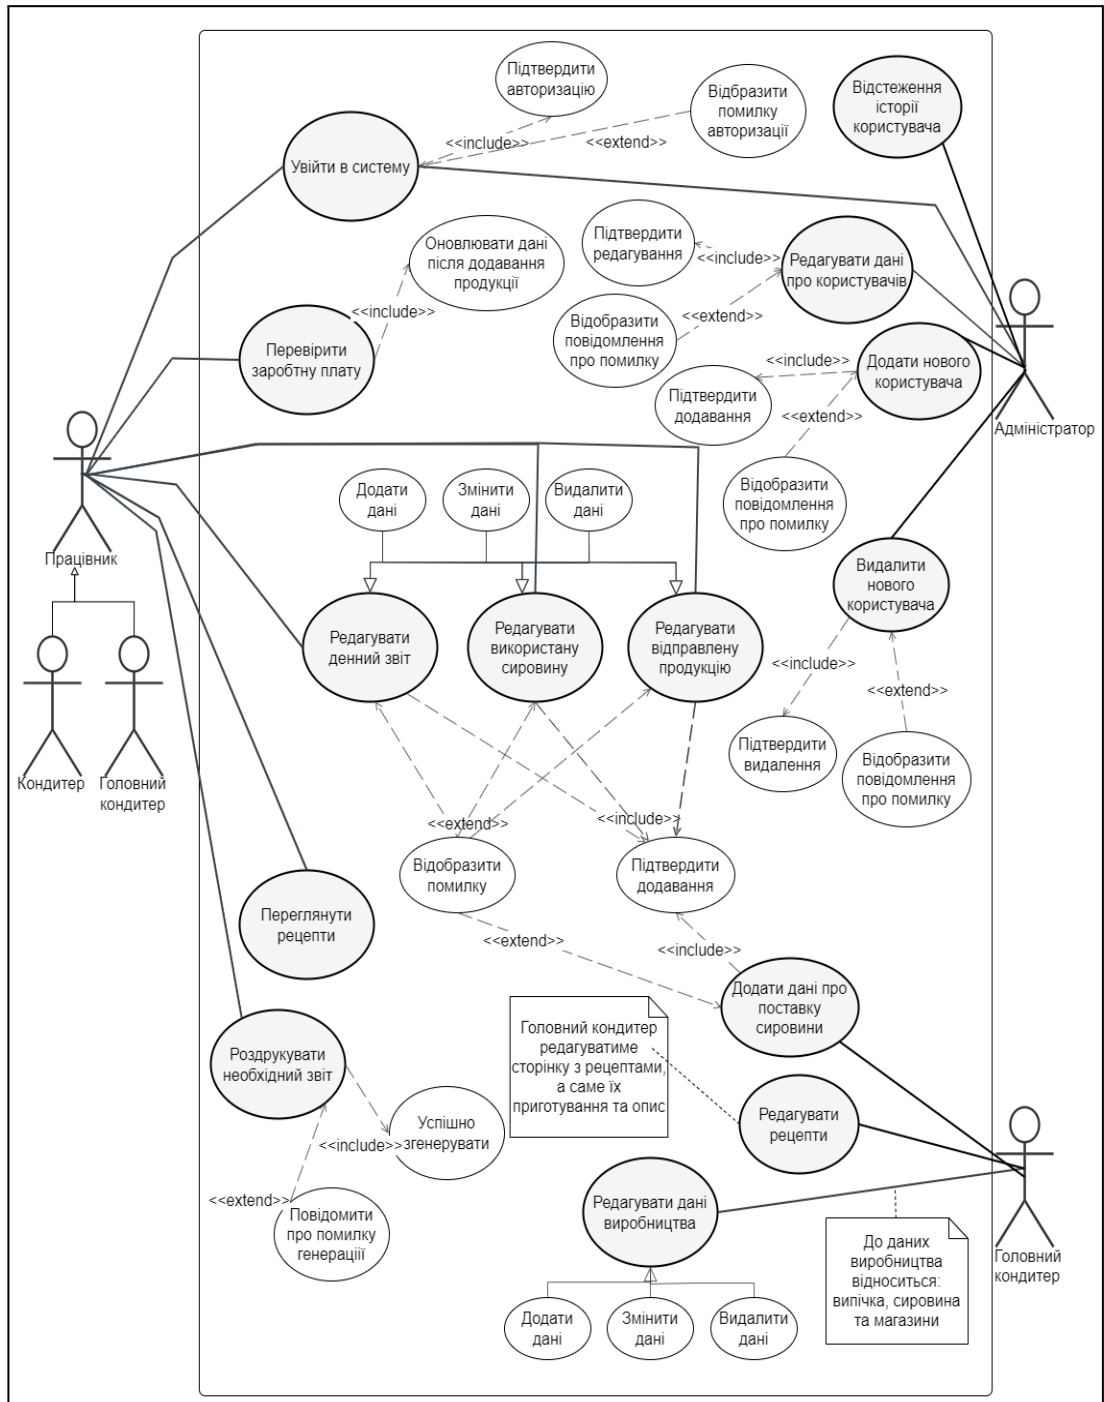 Підтвердити
авторизацію
Відбразити
помилку
авторизації
Відстеження
історії
користувача
<<include>>
<<extend>>
Увійти в систему
Оновлювати дані
після додавання
продукції
Підтвердити
редагування
<<include>>
Редагувати дані
про користувачів
<<include>>
<<extend>>
Відобразити
повідомлення
про помилку
Перевірити
заробтну плату
<<include>>
Додати нового
користувача
Підтвердити
додавання
<<extend>>
Адміністратор
Відобразити
повідомлення
про помилку
Додати
дані
Змінити
дані
Видалити
дані
Працівник
Видалити
нового
користувача
Редагувати
денний звіт
Редагувати
використану
сировину
Редагувати
відправлену
продукцію
<<include>>
<<extend>>
Підтвердити
видалення
Відобразити
повідомлення
про помилку
Кондитер
Головний
кондитер
<<extend>>
<<include>>
Відобразити
помилку
Підтвердити
додавання
Переглянути
рецепти
<<extend>>
<<include>>
Додати дані про
поставку
сировини
Головний кондитер
редагуватиме
сторінку з рецептами,
а саме їх
приготування та опис
Роздрукувати
необхідний звіт
Редагувати
рецепти
Успішно
згенерувати
<<include>>
<<extend>>
Повідомити
про помилку
генераціїї
Редагувати дані
виробництва
До даних
виробництва
відноситься:
випічка, сировина
та магазини
Головний
кондитер
Додати
дані
Змінити
дані
Видалити
дані